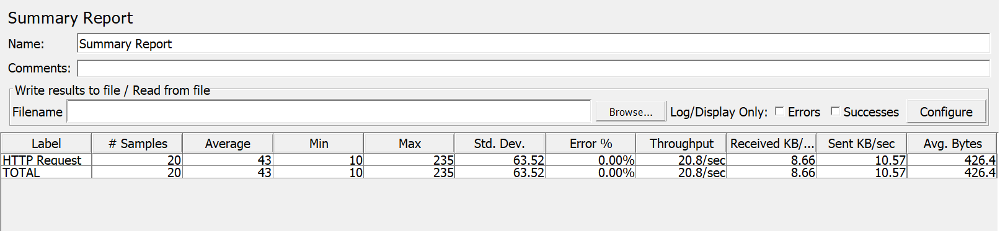 Summary Report
Name: Summary Report
Comments:
Write results to file / Read from file
Filename Browse... Log/Display Only: Errors Successes Configure
Label # Samples Average Min Max Std. Dev. Error % Throughput Received KB/... Sent KB/sec Avg. Bytes
HTTP Request 20 43 10 235 63.52 0.00% 20.8/sec 8.66 10.57 426.4
TOTAL 20 43 10 235 63.52 0.00% 20.8/sec 8.66 10.57 426.4